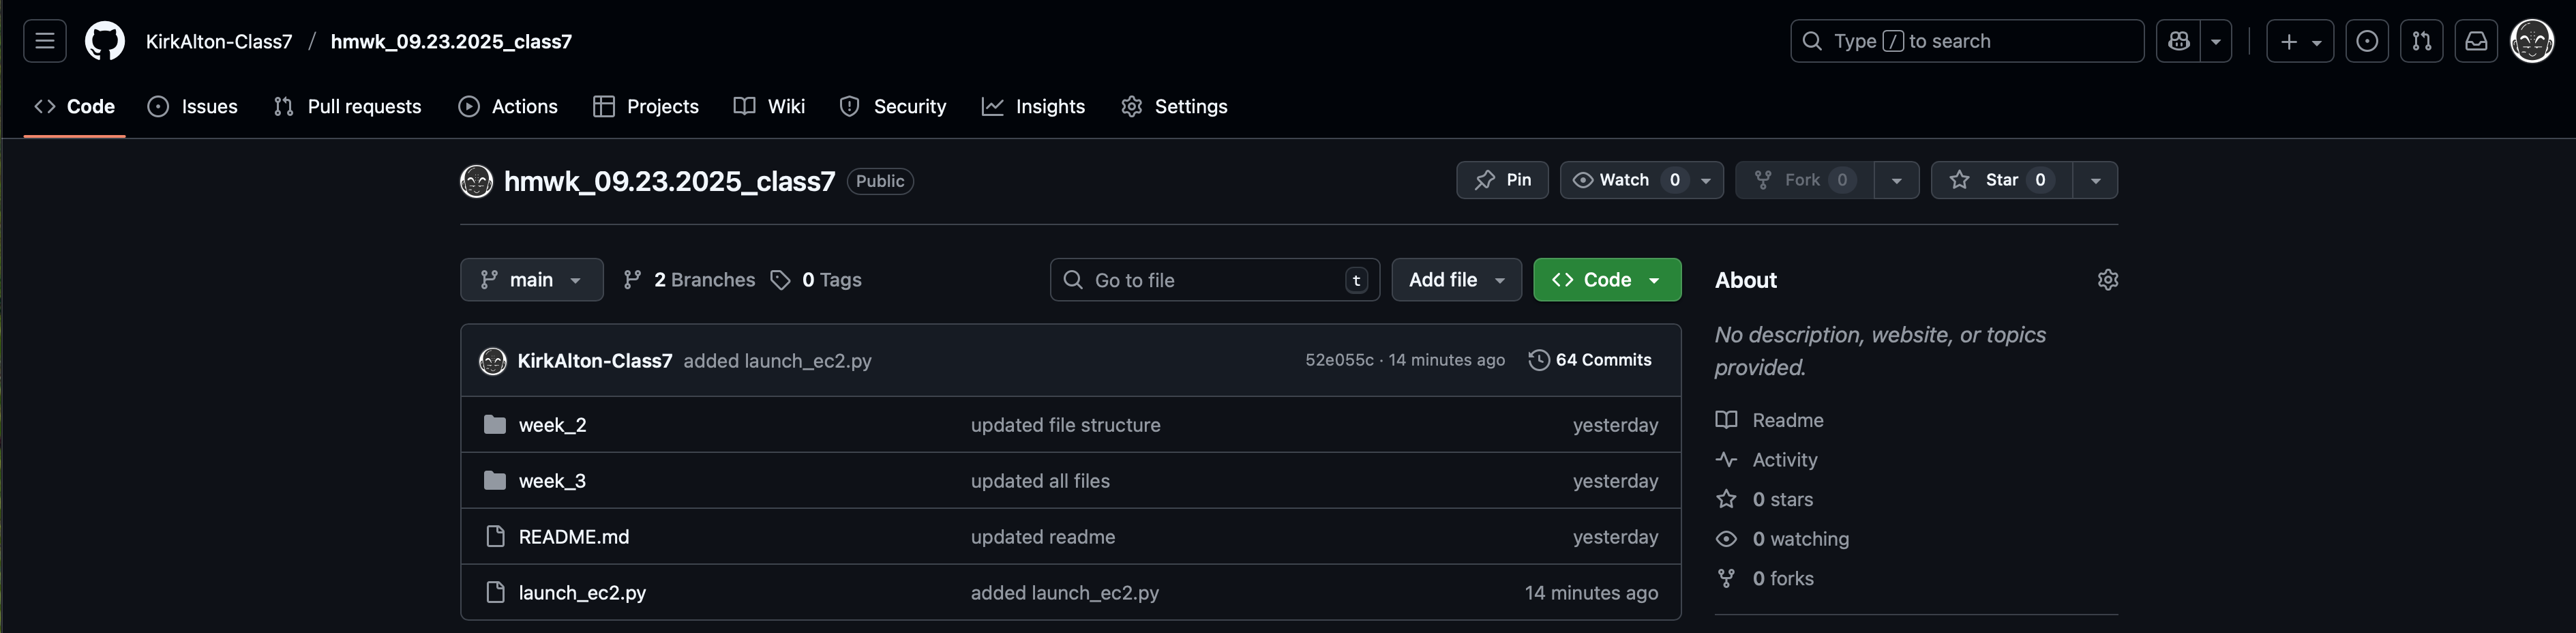 KirkAlton-Class7 / hmwk_09.23.2025_class7
Type / to search
Code Issues Pull requests Actions Projects Wiki Security Insights Settings
hmwk_09.23.2025_class7 Public
Pin Watch 0 Fork 0 Star 0
main 2 Branches 0 Tags
Go to file t Add file Code
KirkAlton-Class7 added launch_ec2.py 52e055c · 14 minutes ago 64 Commits
week_2 updated file structure yesterday
week_3 updated all files yesterday
README.md updated readme yesterday
launch_ec2.py added launch_ec2.py 14 minutes ago
About
No description, website, or topics
provided.
Readme
Activity
0 stars
0 watching
0 forks